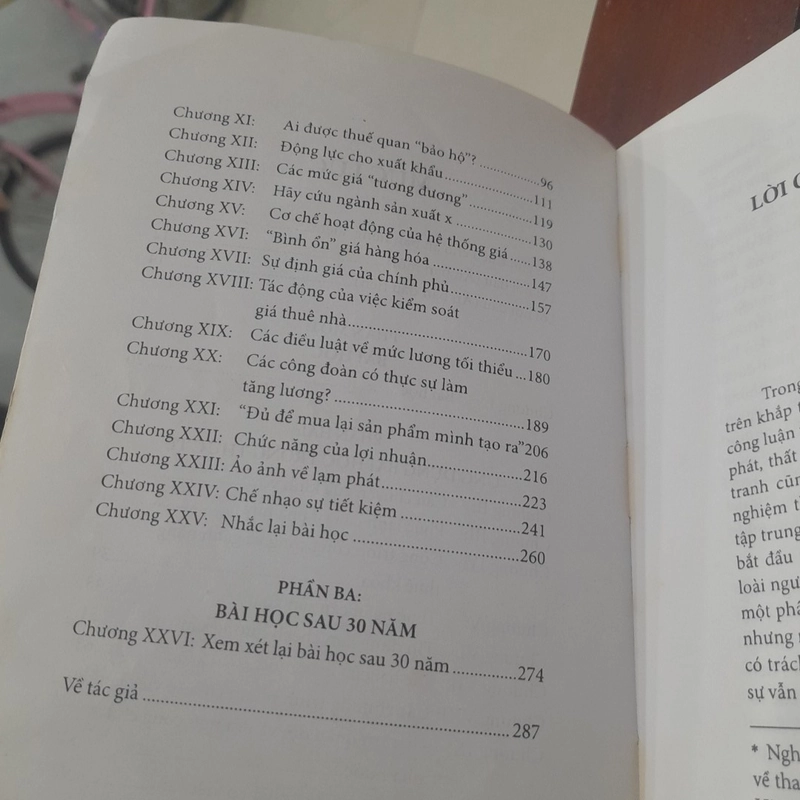 Chương XI: Ai được thuế quan "bảo hộ"? ............ 96
Chương XII: Động lực cho xuất khẩu ............ 111
Chương XIII: Các mức giá "tương đương" ............ 119
Chương XIV: Hãy cứu ngành sản xuất x ............ 130
Chương XV: Cơ chế hoạt động của hệ thống giá ..... 138
Chương XVI: "Bình ổn" giá hàng hóa ............ 147
Chương XVII: Sự định giá của chính phủ ............ 157
Chương XVIII: Tác động của việc kiểm soát
giá thuê nhà ............ 170
Chương XIX: Các điều luật về mức lương tối thiểu ... 180
Chương XX: Các công đoàn có thực sự làm
tăng lương? ............ 189
Chương XXI: "Đủ để mua lại sản phẩm mình tạo ra" 206
Chương XXII: Chức năng của lợi nhuận ............ 216
Chương XXIII: Ảo ảnh về lạm phát ............ 223
Chương XXIV: Chế nhạo sự tiết kiệm ............ 241
Chương XXV: Nhắc lại bài học ............ 260
PHẦN BA:
BÀI HỌC SAU 30 NĂM
Chương XXVI: Xem xét lại bài học sau 30 năm ............ 274
Về tác giả ............ 287
LỜI
Trong
trên khắp
công luận
phát, thất
tranh cũn
nghiệm
tập trung
bắt đầu
loài ngư
một phầ
nhưng
có trác
sự vẫn
* Ngh
về tha